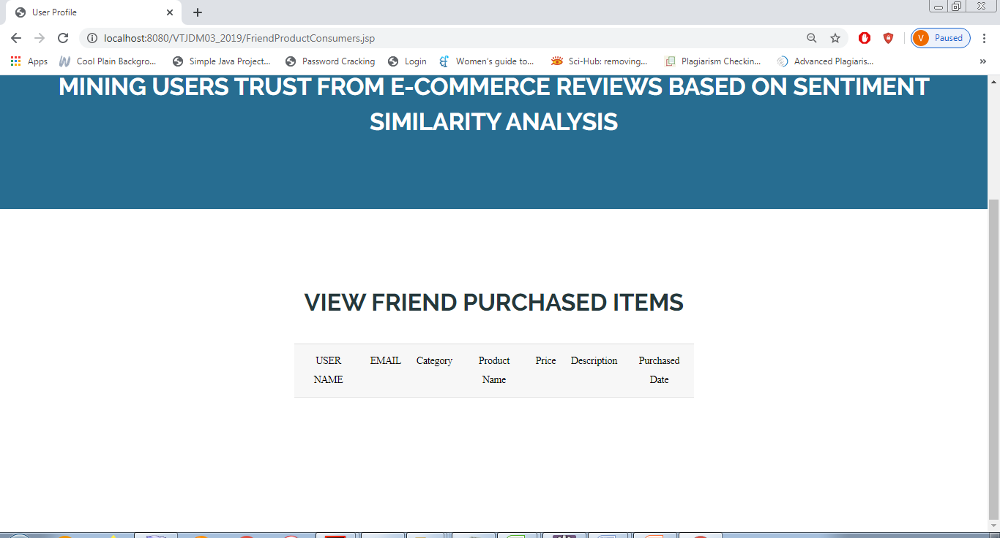 User Profile
localhost:8080/VTJDM03_2019/FriendProductConsumers.jsp
V Paused
Apps Cool Plain Backgro... Simple Java Project... Password Cracking Login Women's guide to... Sci-Hub: removing... Plagiarism Checkin... Advanced Plagiaris... »
MINING USERS TRUST FROM E-COMMERCE REVIEWS BASED ON SENTIMENT
SIMILARITY ANALYSIS
VIEW FRIEND PURCHASED ITEMS
USER EMAIL Category Product Price Description Purchased
NAME Name Date